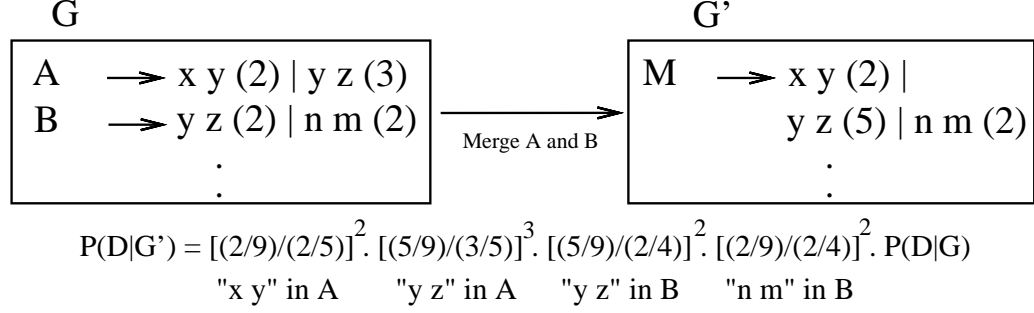 G G’
A → x y (2) | y z (3) M → x y (2) |
B → y z (2) | n m (2) y z (5) | n m (2)
Merge A and B
. .
. .
P(D|G’) = [(2/9)/(2/5)]². [(5/9)/(3/5)]³. [(5/9)/(2/4)]². [(2/9)/(2/4)]². P(D|G)
"x y" in A "y z" in A "y z" in B "n m" in B